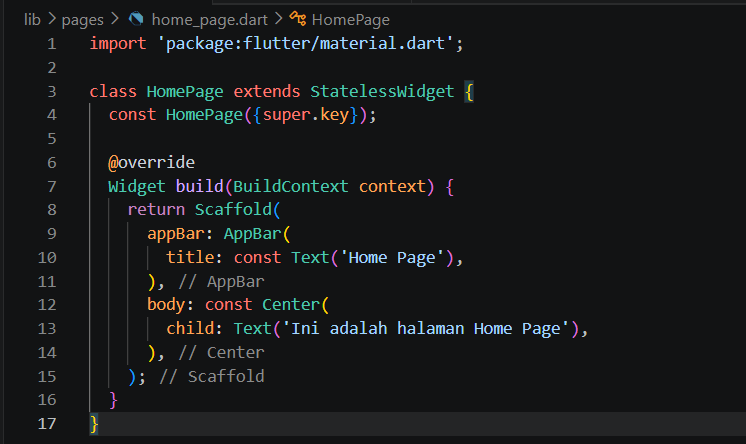 lib > pages > home_page.dart > HomePage
1 import 'package:flutter/material.dart';
2
3 class HomePage extends StatelessWidget {
4   const HomePage({super.key});
5
6   @override
7   Widget build(BuildContext context) {
8     return Scaffold(
9       appBar: AppBar(
10         title: const Text('Home Page'),
11       ), // AppBar
12       body: const Center(
13         child: Text('Ini adalah halaman Home Page'),
14       ), // Center
15     ); // Scaffold
16   }
17 }